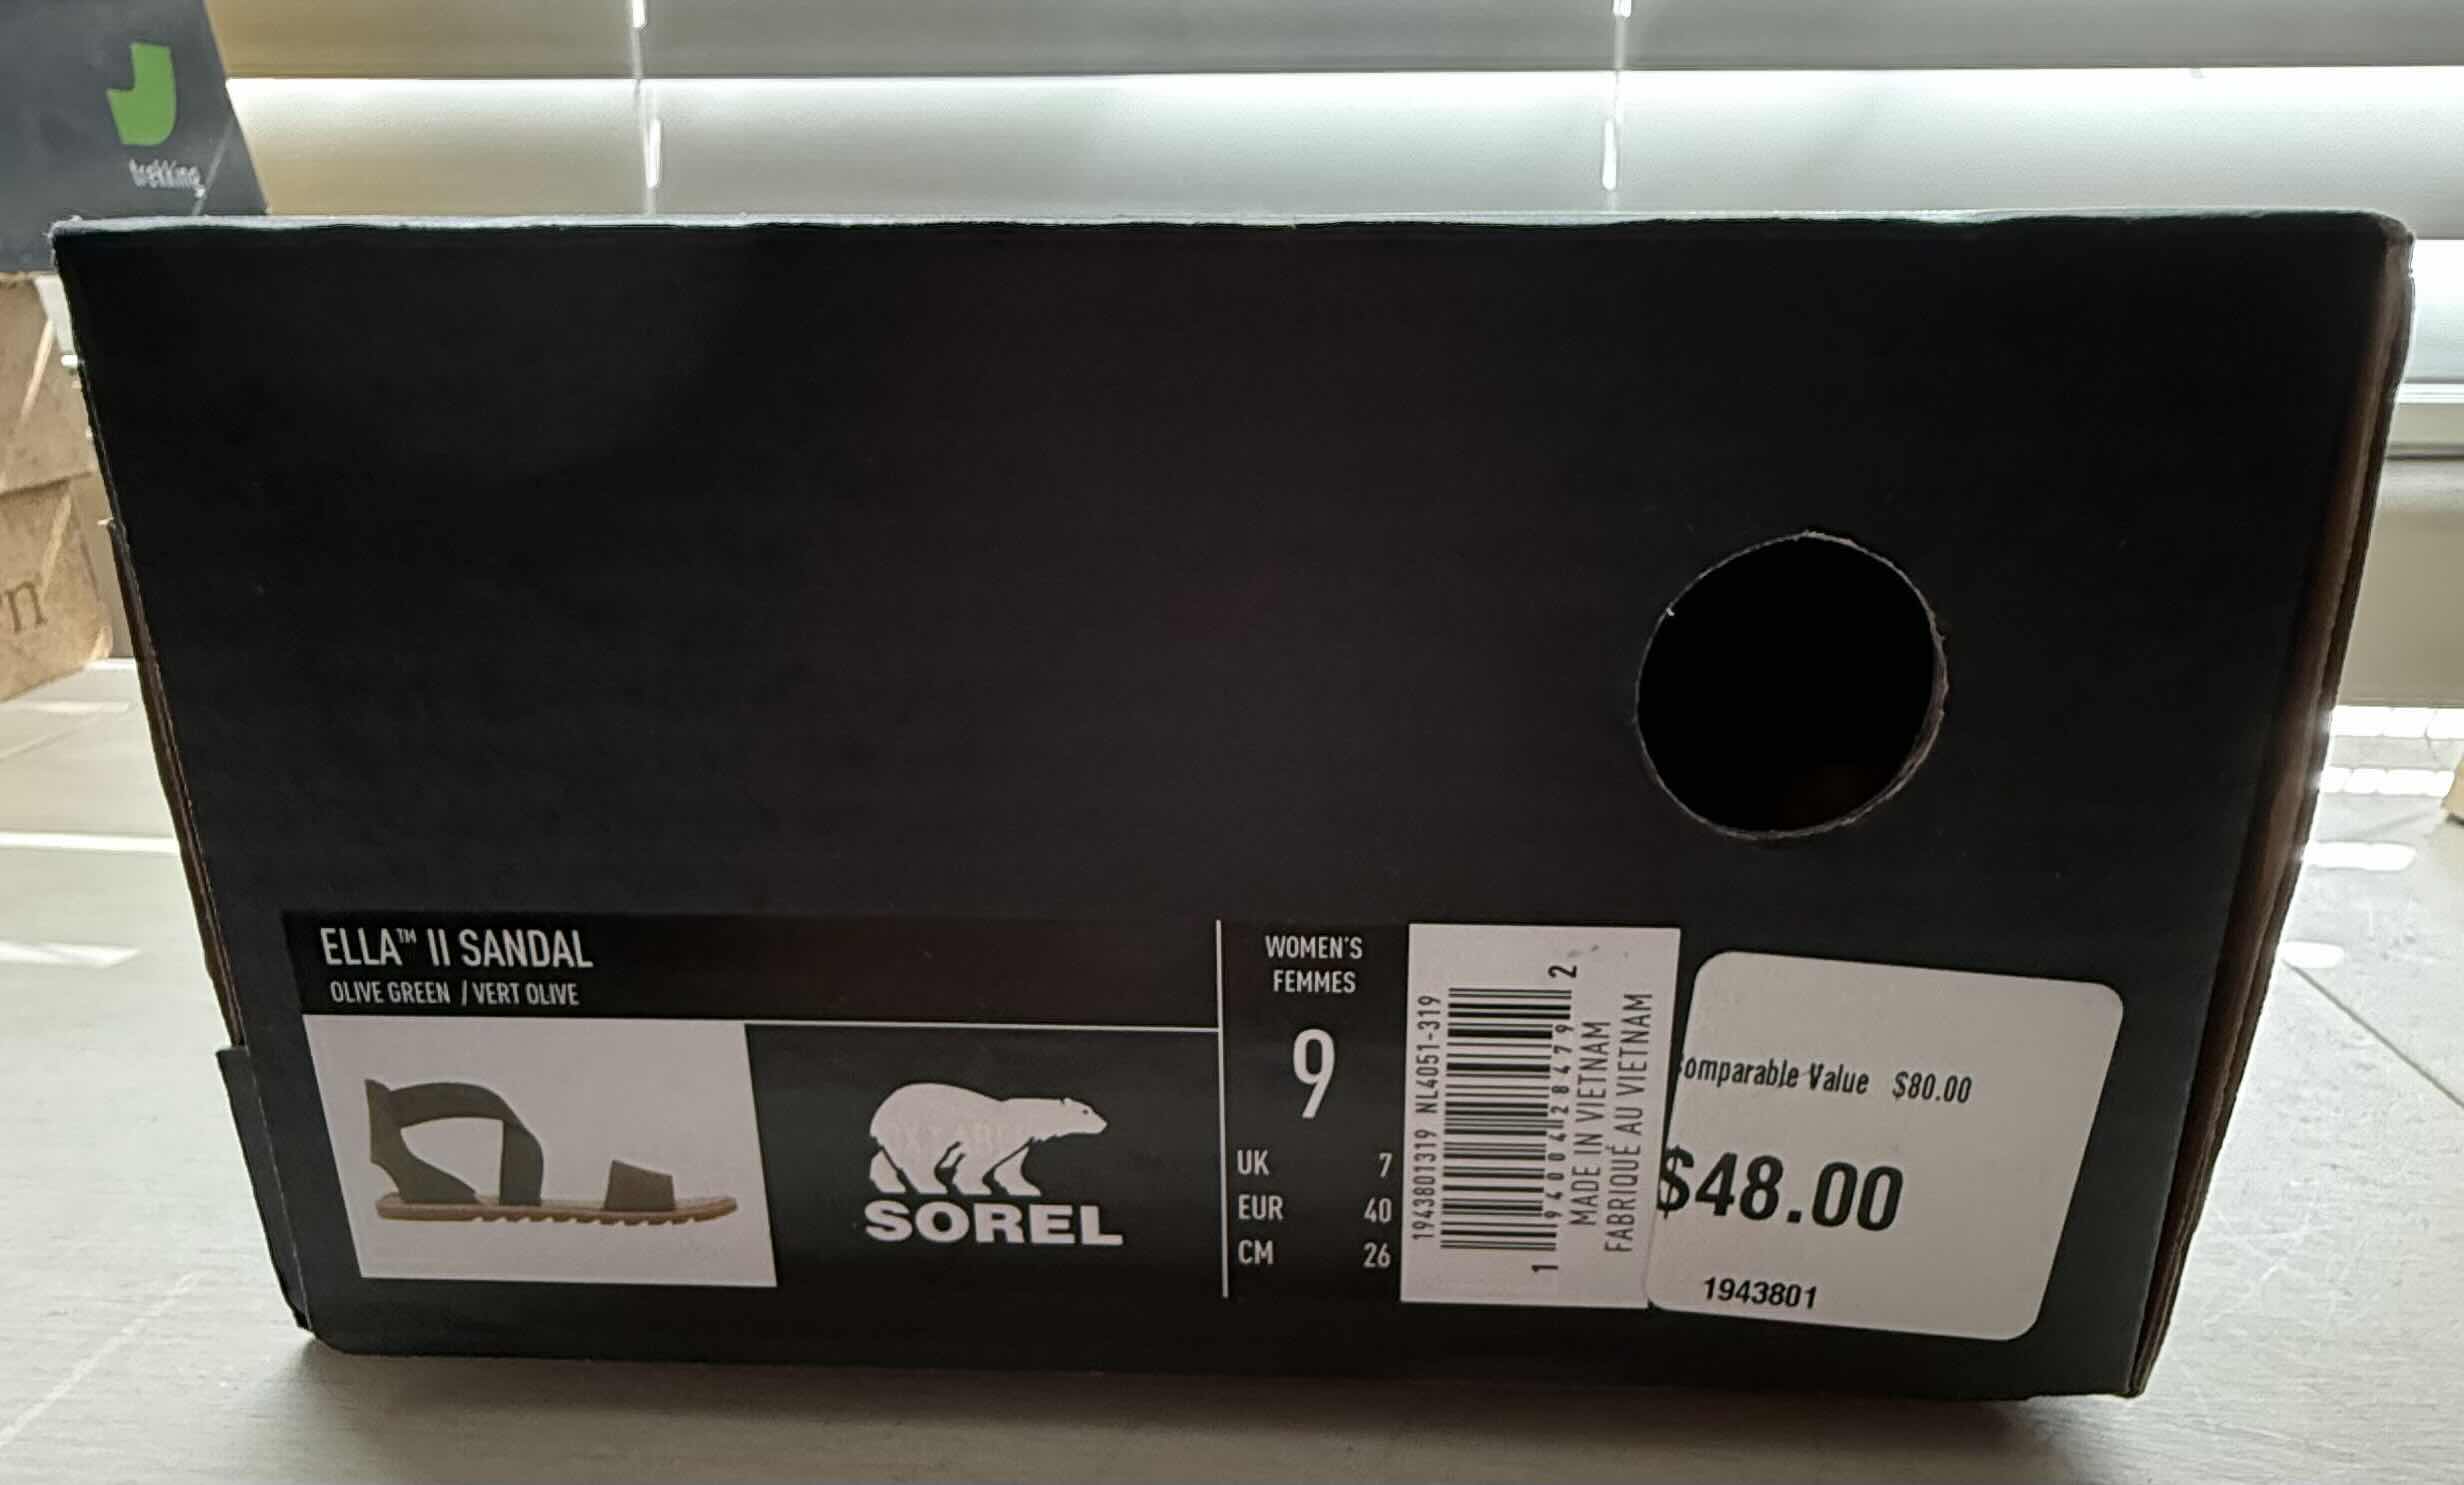 trekking
n
ELLA™ II SANDAL
OLIVE GREEN / VERT OLIVE
SOREL
WOMEN'S
FEMMES
9
UK 7
EUR 40
CM 26
1943801319 NL4051-319
1 94004 28479 2
MADE IN VIETNAM
FABRIQUÉ AU VIETNAM
omparable Value $80.00
$48.00
1943801